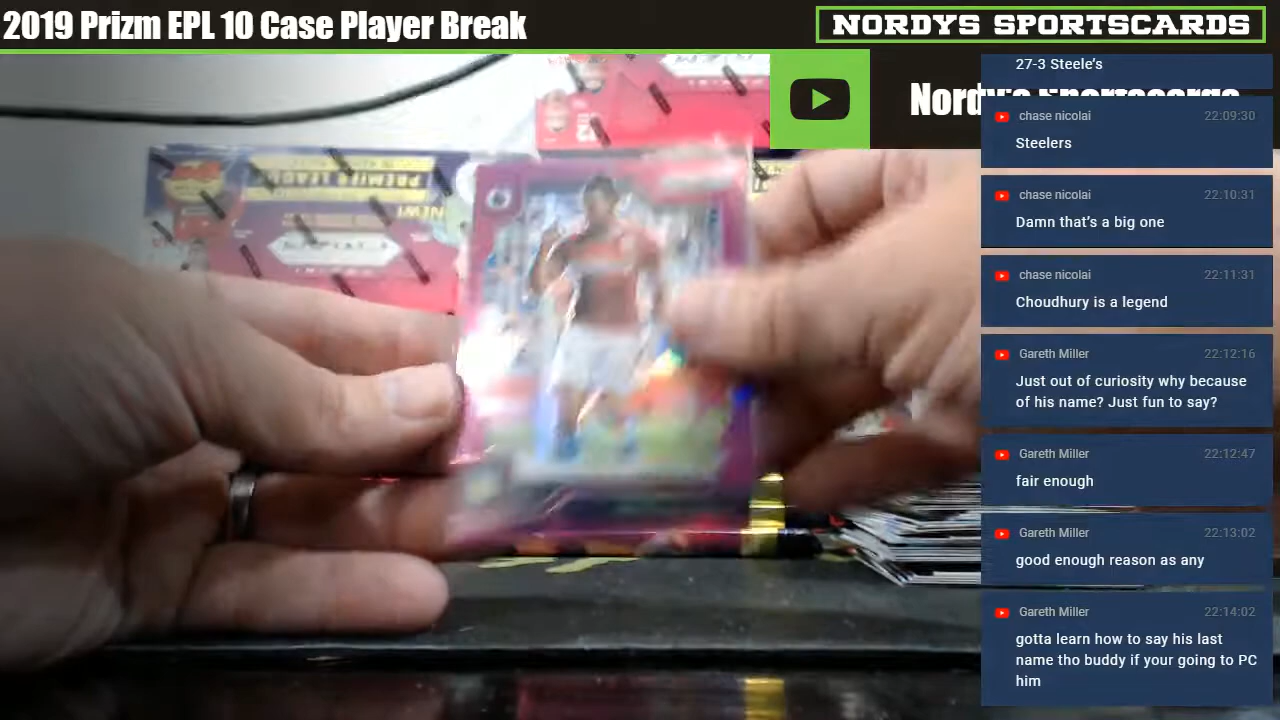 2019 Prizm EPL 10 Case Player Break
NORDYS SPORTSCARDS
27-3 Steele's
chase nicolai 22:09:30
Steelers
chase nicolai 22:10:31
Damn that's a big one
chase nicolai 22:11:31
Choudhury is a legend
Gareth Miller 22:12:16
Just out of curiosity why because
of his name? Just fun to say?
Gareth Miller 22:12:47
fair enough
Gareth Miller 22:13:02
good enough reason as any
Gareth Miller 22:14:02
gotta learn how to say his last
name tho buddy if your going to PC
him
PREMIER LEAGUE
NEW!